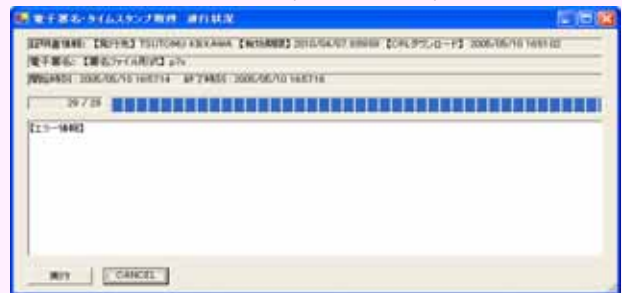 電子署名・タイムスタンプ取得 進行状況
証明書情報: 【発行先】 TSUTOMU KIKKAWA 【有効期限】 2010/04/07 【CRLダウンロード】 2005/05/10
電子署名: 【署名ファイル形式】 p7s
開始時刻 : 2005/05/10 165714 終了時刻 : 2005/05/10 165716
29 / 29
【エラー情報】
実行 CANCEL